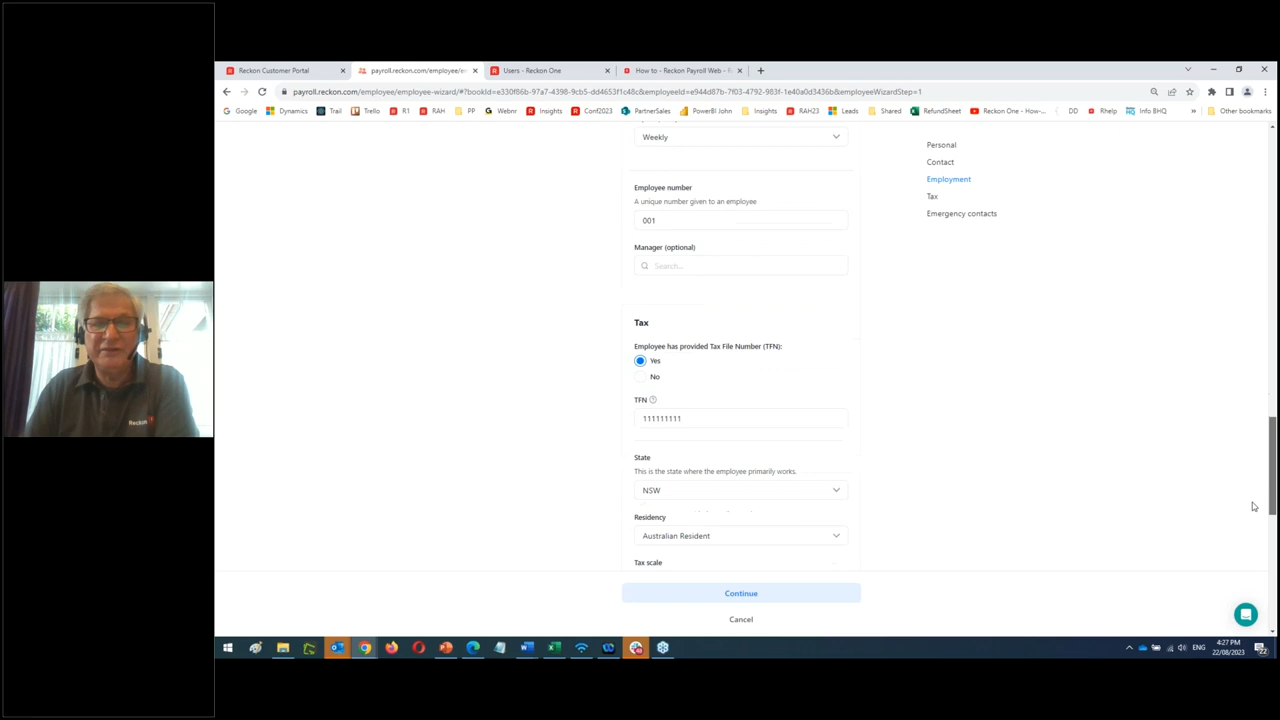 Reckon Customer Portal
payroll.reckon.com/employee/e
Users - Reckon One
How to - Reckon Payroll Web - R
payroll.reckon.com/employee/employee-wizard/#?bookId=e330f86b-97a7-4398-9cb5-dd4653f1c48c&employeeId=e944d87b-7f03-4792-983f-1e40a0d3436b&employeeWizardStep=1
Google
Dynamics
Trail
Trello
R1
RAH
PP
Webnr
Insights
Conf2023
PartnerSales
PowerBI John
Insights
RAH23
Leads
Shared
RefundSheet
Reckon One - How-...
DD
Rhelp
Info BHQ
Other bookmarks
Weekly
Employee number
A unique number given to an employee
001
Manager (optional)
Search...
Tax
Employee has provided Tax File Number (TFN):
Yes
No
TFN
111111111
State
This is the state where the employee primarily works.
NSW
Residency
Australian Resident
Tax scale
Continue
Cancel
Personal
Contact
Employment
Tax
Emergency contacts
Reckon
ENG
4:27 PM
22/08/2023
22